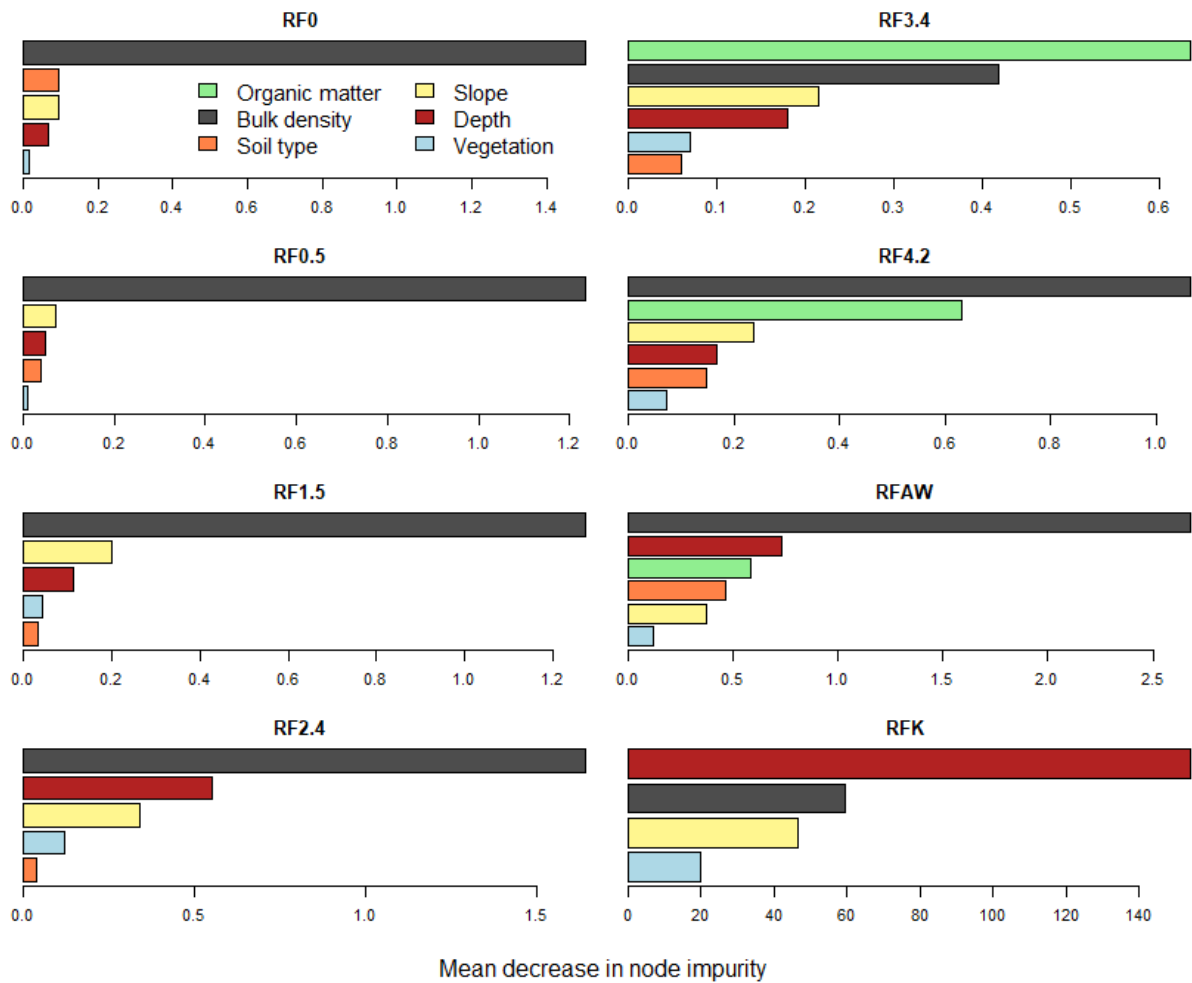 RF0
Organic matter
Bulk density
Soil type
Slope
Depth
Vegetation
0.0 0.2 0.4 0.6 0.8 1.0 1.2 1.4
RF3.4
0.0 0.1 0.2 0.3 0.4 0.5 0.6
RF0.5
0.0 0.2 0.4 0.6 0.8 1.0 1.2
RF4.2
0.0 0.2 0.4 0.6 0.8 1.0
RF1.5
0.0 0.2 0.4 0.6 0.8 1.0 1.2
RFAW
0.0 0.5 1.0 1.5 2.0 2.5
RF2.4
0.0 0.5 1.0 1.5
RFK
0 20 40 60 80 100 120 140
Mean decrease in node impurity